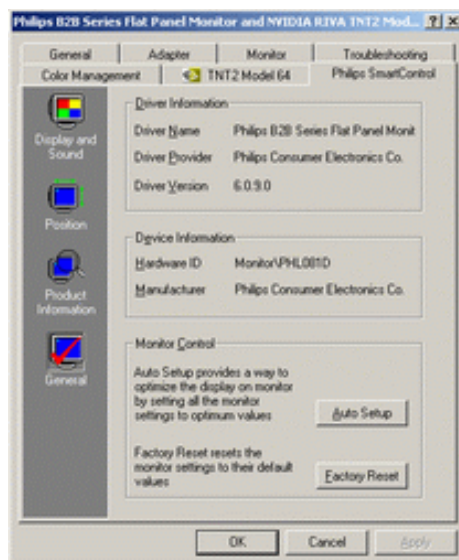 Philips B2B Series Flat Panel Monitor and NVIDIA RIVA TNT2 Mod...
General Adapter Monitor Troubleshooting
Color Management TNT2 Model 64 Philips SmartControl
Display and
Sound
Position
Product
Information
General
Driver Information
Driver Name Philips B2B Series Flat Panel Monit
Driver Provider Philips Consumer Electronics Co.
Driver Version 6.0.9.0
Device Information
Hardware ID Monitor\PHL081D
Manufacturer Philips Consumer Electronics Co.
Monitor Control
Auto Setup provides a way to
optimize the display on monitor
by setting all the monitor
settings to optimum values
Auto Setup
Factory Reset resets the
monitor settings to their default
values
Factory Reset
OK Cancel Apply